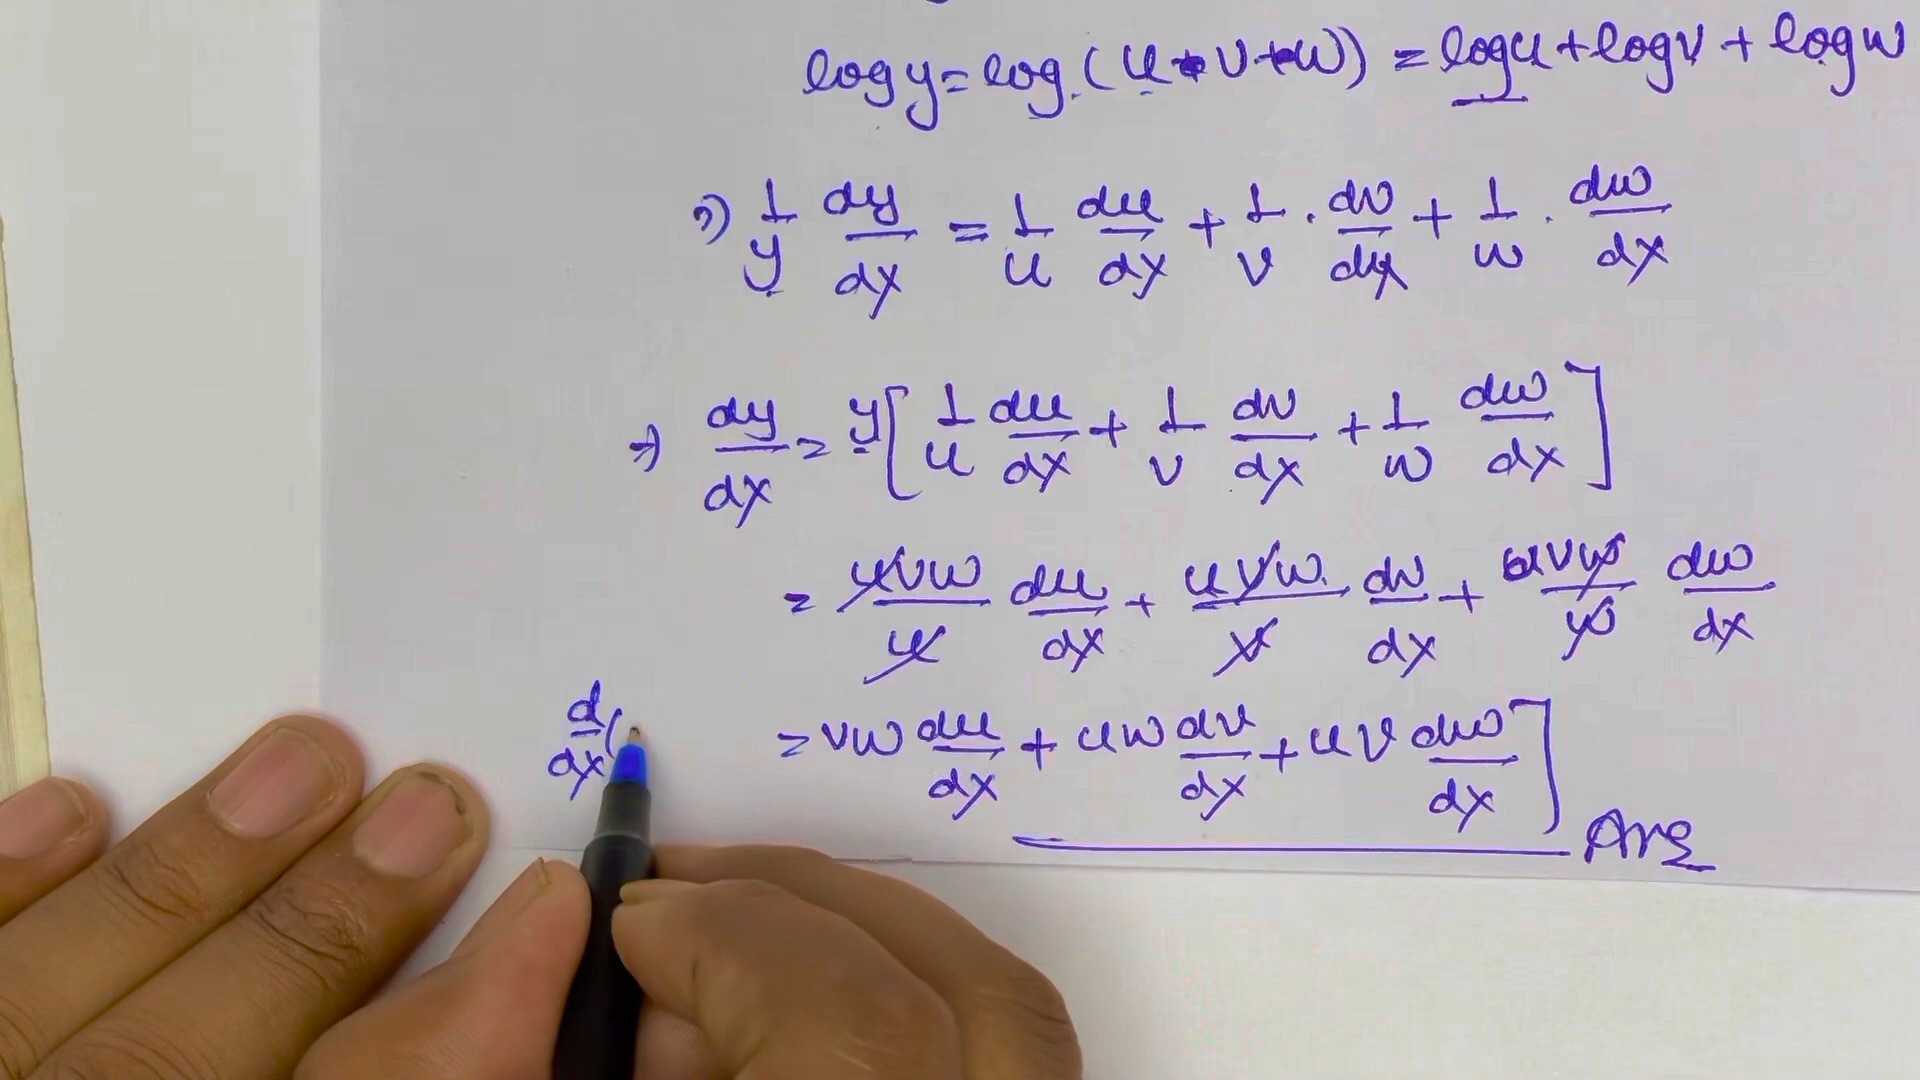 log y = log (u•v•w) = log u + log v + log w
⇒) 1/y dy/dx = 1/u du/dx + 1/v · dv/dx + 1/w · dw/dx
⇒ dy/dx = y[ 1/u du/dx + 1/v dv/dx + 1/w dw/dx ]
= uvw/u du/dx + uvw/v dv/dx + uvw/w dw/dx
d/dx( = vw du/dx + uw dv/dx + uv dw/dx ]
Ans